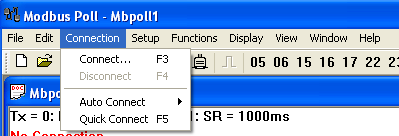 Modbus Poll - Mbpoll1
File Edit Connection Setup Functions Display View Window Help
Connect... F3
05 06 15 16 17 22 23
Disconnect F4
Mbpo
Auto Connect
Tx = 0: 1: SR = 1000ms
Quick Connect F5
No Connection